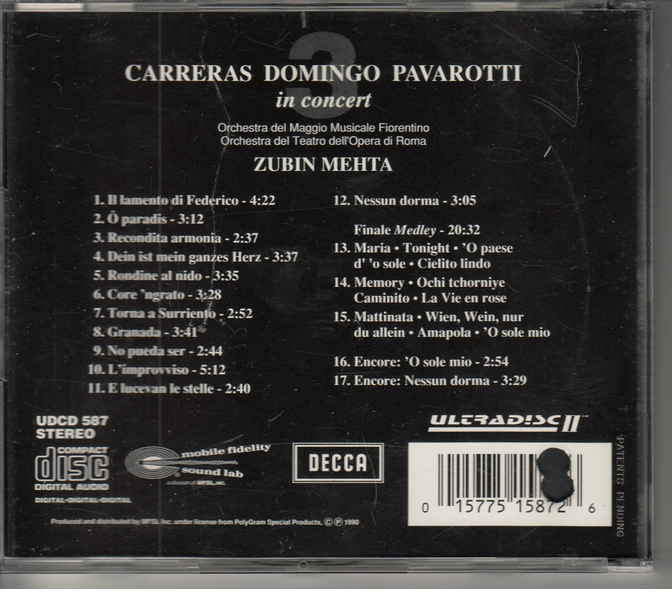 3
CARRERAS DOMINGO PAVAROTTI
in concert
Orchestra del Maggio Musicale Fiorentino
Orchestra del Teatro dell'Opera di Roma
ZUBIN MEHTA
1. Il lamento di Federico - 4:22
2. Ô paradis - 3:12
3. Recondita armonia - 2:37
4. Dein ist mein ganzes Herz - 3:37
5. Rondine al nido - 3:35
6. Core 'ngrato - 3:28
7. Torna a Surriento - 2:52
8. Granada - 3:41
9. No pueda ser - 2:44
10. L'improvviso - 5:12
11. E lucevan le stelle - 2:40
12. Nessun dorma - 3:05
Finale Medley - 20:32
13. Maria • Tonight • 'O paese
d' 'o sole • Cielito lindo
14. Memory • Ochi tchorniye
Caminito • La Vie en rose
15. Mattinata • Wien, Wein, nur
du allein • Amapola • 'O sole mio
16. Encore: 'O sole mio - 2:54
17. Encore: Nessun dorma - 3:29
UDCD 587
STEREO
COMPACT
disc
DIGITAL AUDIO
DIGITAL•DIGITAL•DIGITAL
mobile fidelity
sound lab
a division of MFSL, INC.
DECCA
ULTRADISC II™
0 15775 15872 6
PATENTS PENDING
Produced and distributed by MFSL Inc. under license from PolyGram Special Products, ⓒ ⓟ 1990